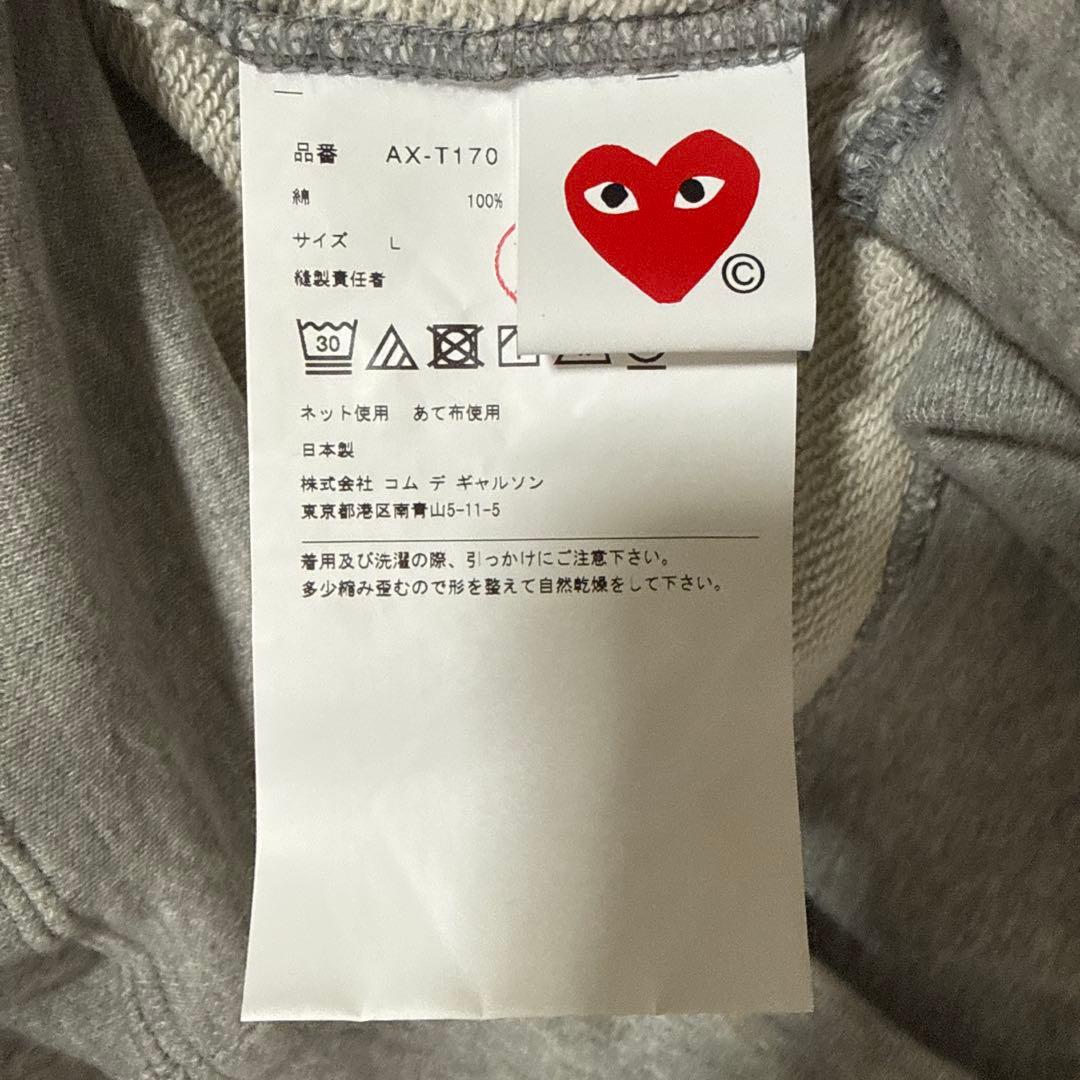 品番 AX-T170
綿 100%
サイズ L
縫製責任者
©
30
ネット使用 あて布使用
日本製
株式会社 コム デ ギャルソン
東京都港区南青山5-11-5
着用及び洗濯の際、引っかけにご注意下さい。
多少縮み歪むので形を整えて自然乾燥をして下さい。